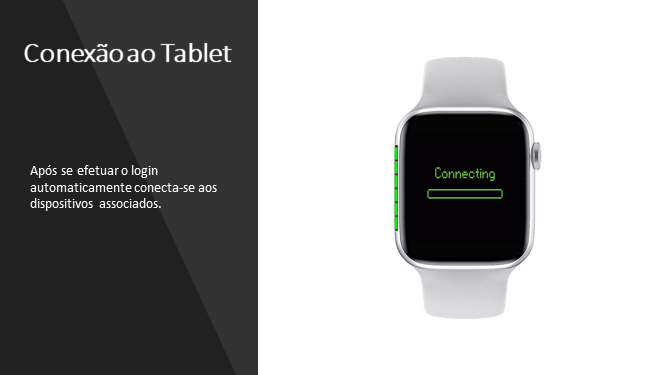 Conexão ao Tablet
Após se efetuar o login
automaticamente conecta-se aos
dispositivos associados.
Connecting